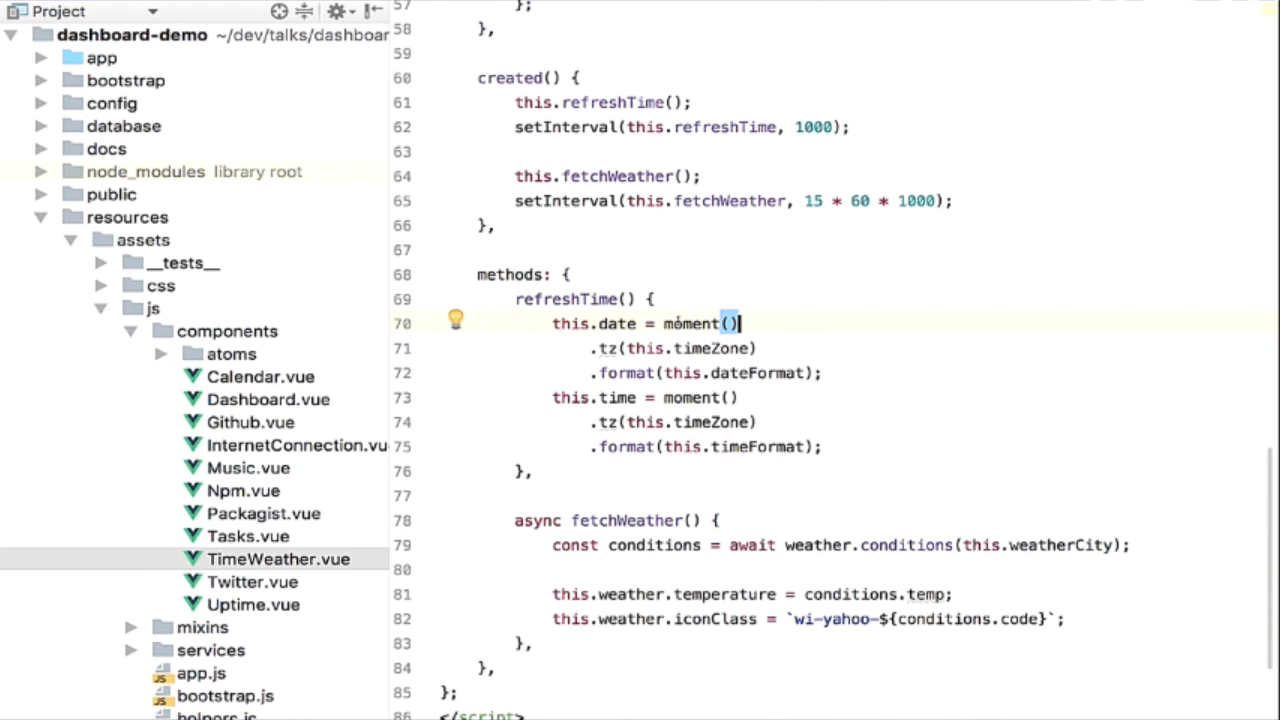 Project
dashboard-demo ~/dev/talks/dashboar
app
bootstrap
config
database
docs
node_modules library root
public
resources
assets
__tests__
css
js
components
atoms
Calendar.vue
Dashboard.vue
Github.vue
InternetConnection.vu
Music.vue
Npm.vue
Packagist.vue
Tasks.vue
TimeWeather.vue
Twitter.vue
Uptime.vue
mixins
services
JS app.js
JS bootstrap.js
helpers.js
57 };
58 },
59
60 created() {
61 this.refreshTime();
62 setInterval(this.refreshTime, 1000);
63
64 this.fetchWeather();
65 setInterval(this.fetchWeather, 15 * 60 * 1000);
66 },
67
68 methods: {
69 refreshTime() {
70 this.date = moment()
71 .tz(this.timeZone)
72 .format(this.dateFormat);
73 this.time = moment()
74 .tz(this.timeZone)
75 .format(this.timeFormat);
76 },
77
78 async fetchWeather() {
79 const conditions = await weather.conditions(this.weatherCity);
80
81 this.weather.temperature = conditions.temp;
82 this.weather.iconClass = `wi-yahoo-${conditions.code}`;
83 },
84 },
85 };
86 </script>